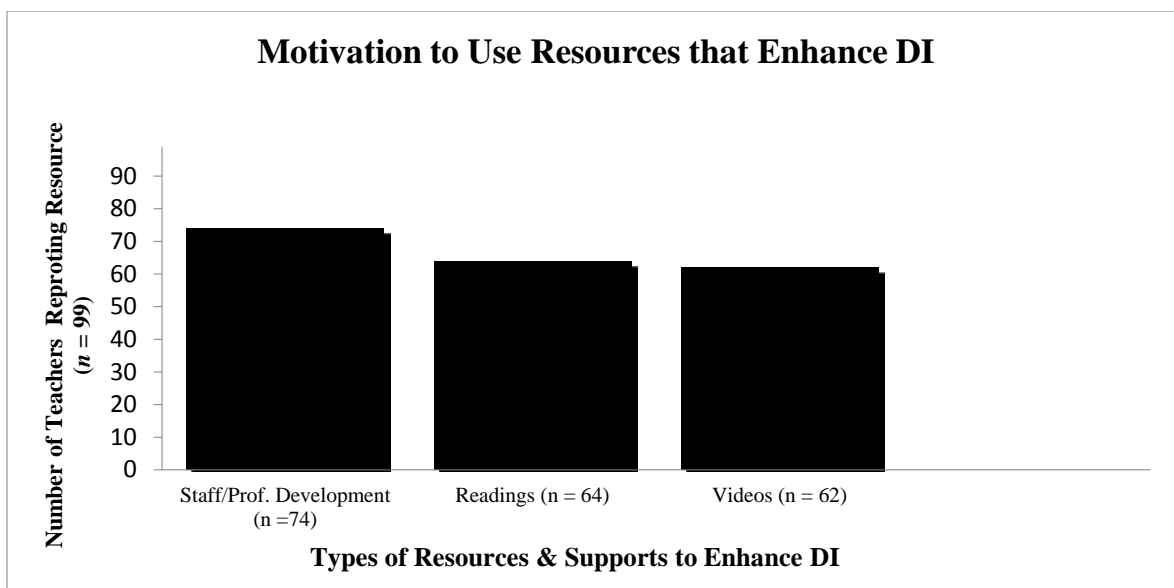 Motivation to Use Resources that Enhance DI
Number of Teachers Reproting Resource
(n = 99)
90
80
70
60
50
40
30
20
10
0
Staff/Prof. Development
(n =74)
Readings (n = 64)
Videos (n = 62)
Types of Resources & Supports to Enhance DI